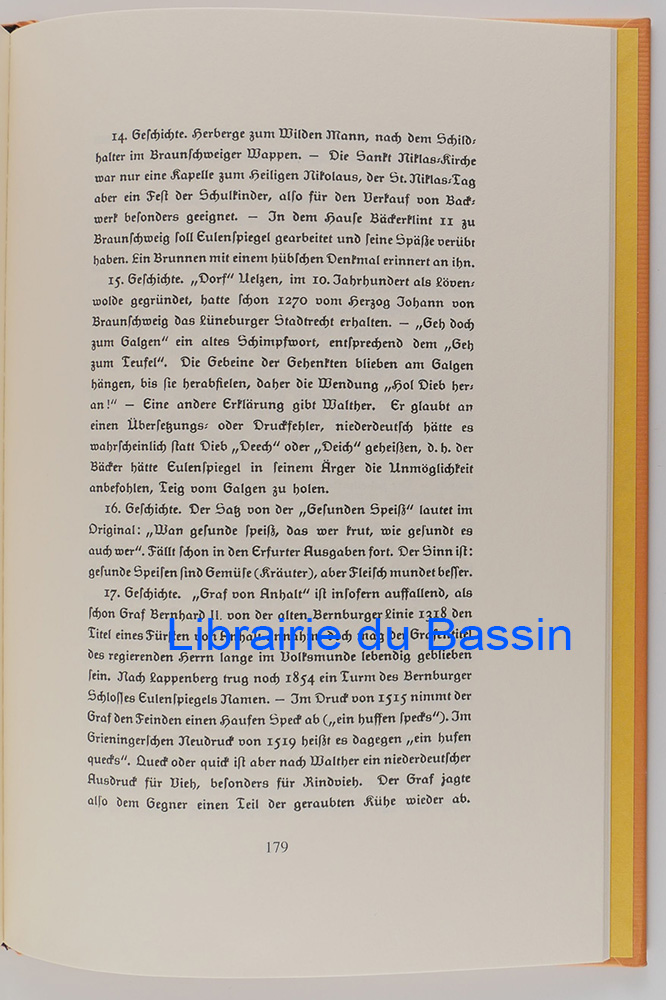 14. Geſchichte. Herberge zum Wilden Mann, nach dem Schild⸗
halter im Braunſchweiger Wappen. — Die Sankt Niklas⸗Kirche
war nur eine Kapelle zum Heiligen Nikolaus, der St. Niklas⸗Tag
aber ein Feſt der Schulkinder, alſo für den Verkauf von Back⸗
werk beſonders geeignet. — In dem Hauſe Bäckerklint 11 zu
Braunſchweig ſoll Eulenſpiegel gearbeitet und ſeine Späße verübt
haben. Ein Brunnen mit einem hübſchen Denkmal erinnert an ihn.
15. Geſchichte. „Dorf“ Uelzen, im 10. Jahrhundert als Löven⸗
wolde gegründet, hatte ſchon 1270 vom Herzog Johann von
Braunſchweig das Lüneburger Stadtrecht erhalten. — „Geh doch
zum Galgen“ ein altes Schimpfwort, entſprechend dem „Geh
zum Teufel“. Die Gebeine der Gehenkten blieben am Galgen
hängen, bis ſie herabfielen, daher die Wendung „Hol Dieb her⸗
an!“ — Eine andere Erklärung gibt Walther. Er glaubt an
einen Überſetzungs⸗ oder Druckfehler, niederdeutſch hätte es
wahrſcheinlich ſtatt Dieb „Deech“ oder „Deich“ geheißen, d. h. der
Bäcker hätte Eulenſpiegel in ſeinem Ärger die Unmöglichkeit
anbefohlen, Teig vom Galgen zu holen.
16. Geſchichte. Der Satz von der „Geſunden Speiß“ lautet im
Original: „Wan geſunde ſpeiß, das wer krut, wie geſundt es
auch wer“. Fällt ſchon in den Erfurter Ausgaben fort. Der Sinn iſt:
geſunde Speiſen ſind Gemüſe (Kräuter), aber Fleiſch mundet beſſer.
17. Geſchichte. „Graf von Anhalt“ iſt inſofern auffallend, als
ſchon Graf Bernhard II. von der alten Bernburger Linie 1318 den
Titel eines Fürſten von Anhalt annahm, doch mag der Grafentitel
Librairie du Bassin
des regierenden Herrn lange im Volksmunde lebendig geblieben
ſein. Nach Lappenberg trug noch 1854 ein Turm des Bernburger
Schloſſes Eulenſpiegels Namen. — Im Druck von 1515 nimmt der
Graf den Feinden einen Haufen Speck ab („ein huffen ſpecks“). Im
Grieningerſchen Neudruck von 1519 heißt es dagegen „ein hufen
quecks“. Queck oder quick iſt aber nach Walther ein niederdeutſcher
Ausdruck für Vieh, beſonders für Rindvieh. Der Graf jagte
alſo dem Gegner einen Teil der geraubten Kühe wieder ab.
179